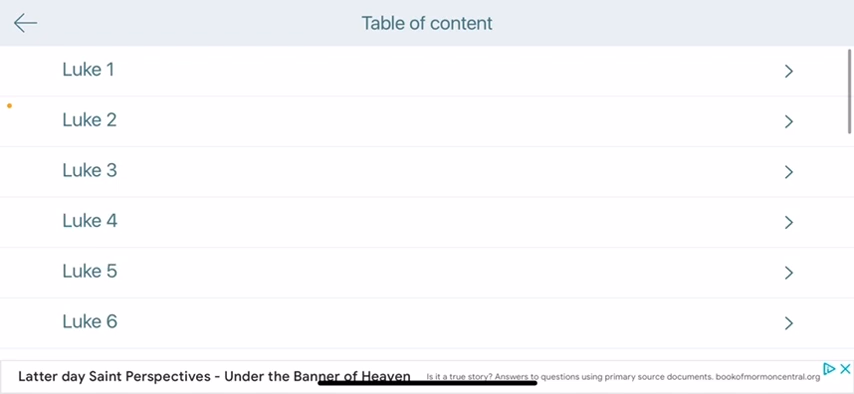 Table of content
Luke 1
Luke 2
Luke 3
Luke 4
Luke 5
Luke 6
Latter day Saint Perspectives - Under the Banner of Heaven Is it a true story? Answers to questions using primary source documents. bookofmormoncentral.org